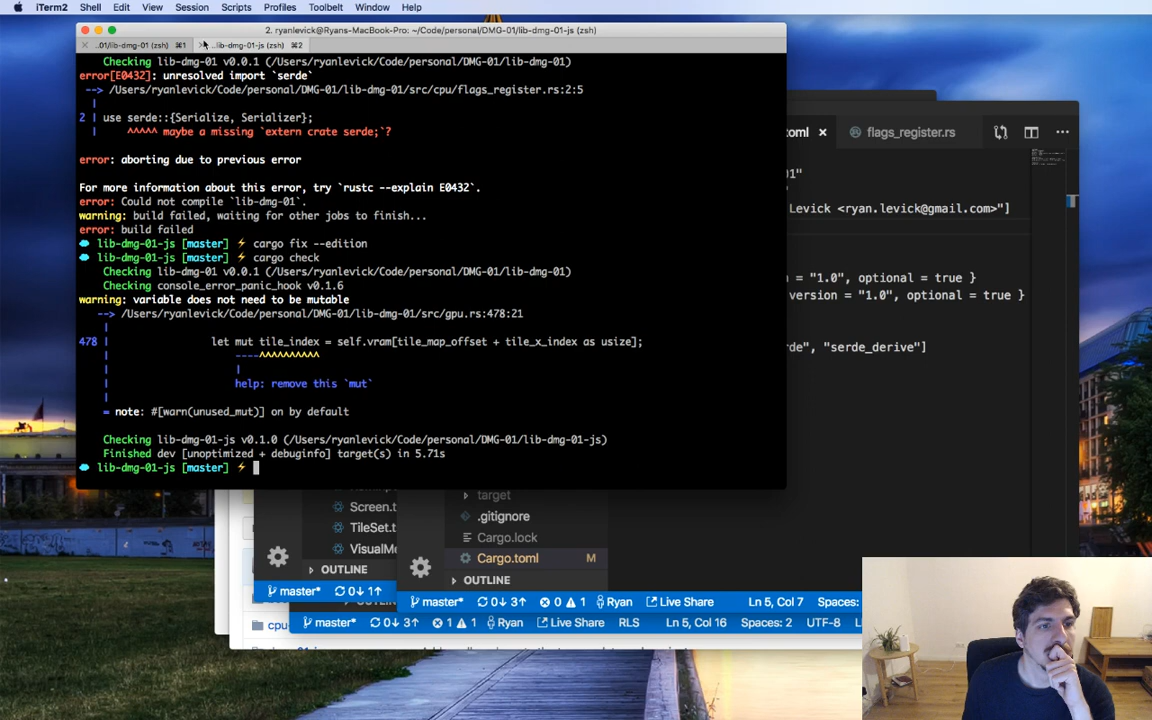 iTerm2 Shell Edit View Session Scripts Profiles Toolbelt Window Help
2. ryanlevick@Ryans-MacBook-Pro: ~/Code/personal/DMG-01/lib-dmg-01-js (zsh)
..01/lib-dmg-01 (zsh) ⌘1 ..lib-dmg-01-js (zsh) ⌘2
Checking lib-dmg-01 v0.0.1 (/Users/ryanlevick/Code/personal/DMG-01/lib-dmg-01)
error[E0432]: unresolved import `serde`
--> /Users/ryanlevick/Code/personal/DMG-01/lib-dmg-01/src/cpu/flags_register.rs:2:5
|
2 | use serde::{Serialize, Serializer};
| ^^^^^ maybe a missing `extern crate serde;`?
error: aborting due to previous error
For more information about this error, try `rustc --explain E0432`.
error: Could not compile `lib-dmg-01`.
warning: build failed, waiting for other jobs to finish...
error: build failed
lib-dmg-01-js [master] ⚡ cargo fix --edition
lib-dmg-01-js [master] ⚡ cargo check
Checking lib-dmg-01 v0.0.1 (/Users/ryanlevick/Code/personal/DMG-01/lib-dmg-01)
Checking console_error_panic_hook v0.1.6
warning: variable does not need to be mutable
--> /Users/ryanlevick/Code/personal/DMG-01/lib-dmg-01/src/gpu.rs:478:21
|
478 | let mut tile_index = self.vram[tile_map_offset + tile_x_index as usize];
| ----^^^^^^^^^^
| |
| help: remove this `mut`
|
= note: #[warn(unused_mut)] on by default
Checking lib-dmg-01-js v0.1.0 (/Users/ryanlevick/Code/personal/DMG-01/lib-dmg-01-js)
Finished dev [unoptimized + debuginfo] target(s) in 5.71s
lib-dmg-01-js [master] ⚡
toml × flags_register.rs
01"
Levick <ryan.levick@gmail.com>"]
= "1.0", optional = true }
version = "1.0", optional = true }
rde", "serde_derive"]
target
.gitignore
Cargo.lock
Cargo.toml M
OUTLINE
Screen.t
TileSet.t
VisualMe
OUTLINE
master* 0↓ 1↑
master* 0↓ 3↑ 0 1 Ryan Live Share Ln 5, Col 7 Spaces:
master* 0↓ 3↑ 1 1 Ryan Live Share RLS Ln 5, Col 16 Spaces: 2 UTF-8
cpu-